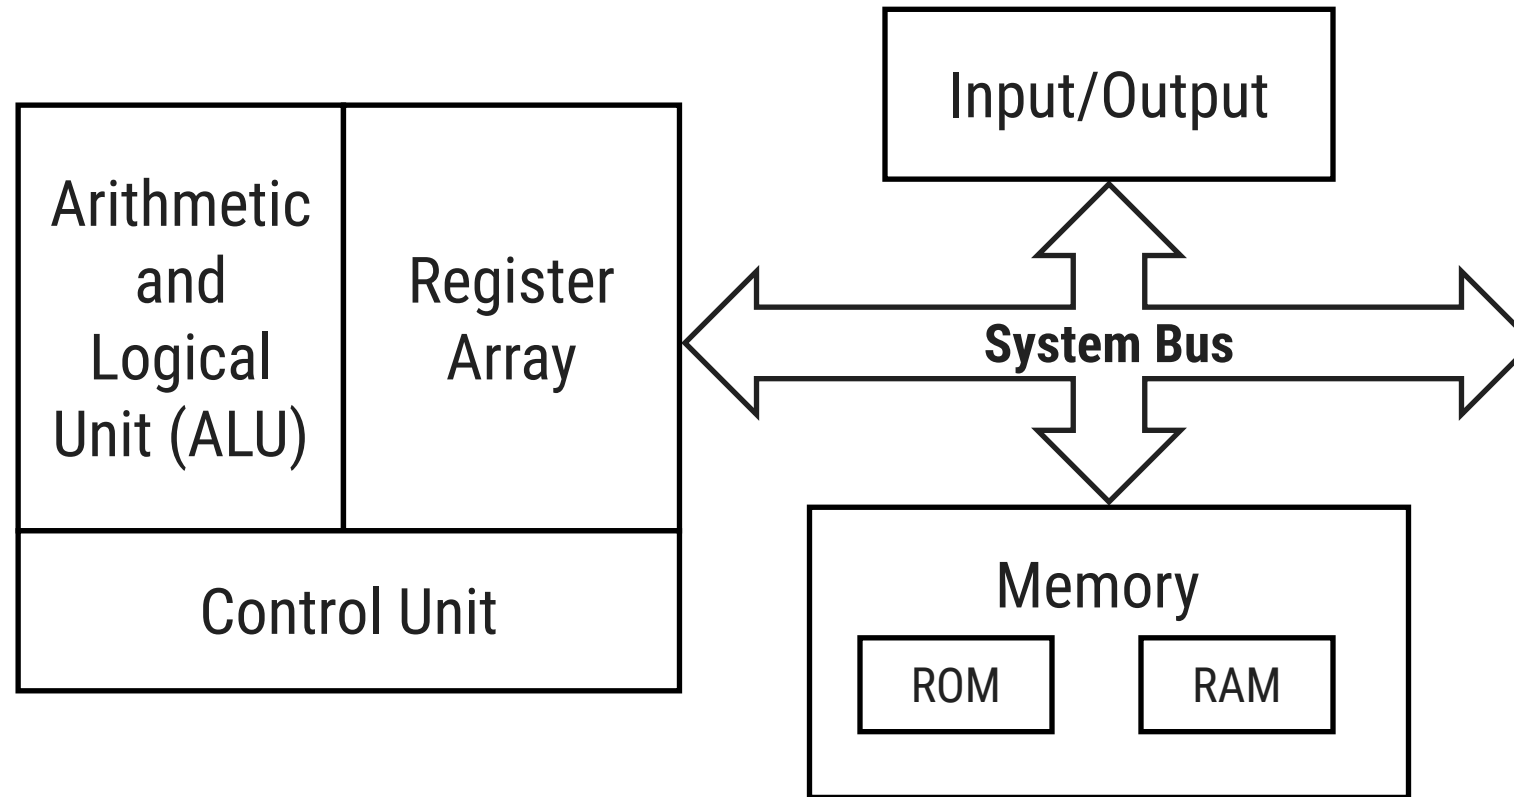 Input/Output
Arithmetic
and
Logical
Unit (ALU)
Register
Array
System Bus
Control Unit
Memory
ROM
RAM